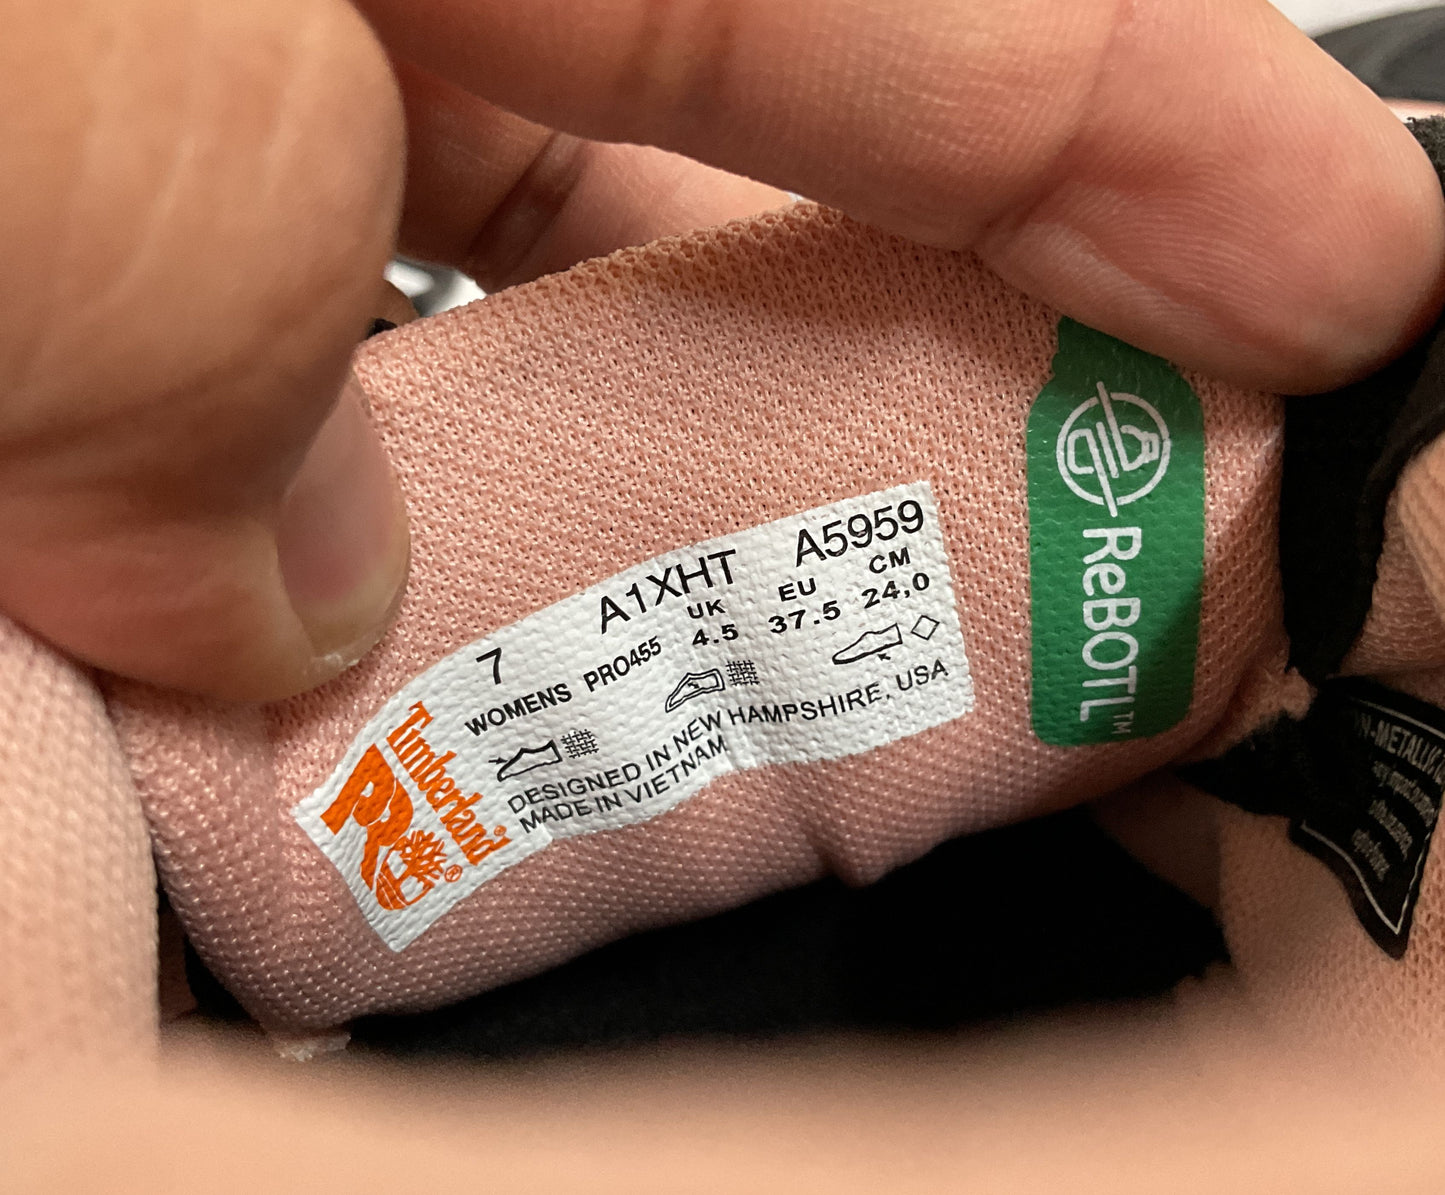 7 A1XHT A5959
WOMENS PRO455 UK EU CM
4.5 37.5 24,0
DESIGNED IN NEW HAMPSHIRE, USA
MADE IN VIETNAM
Timberland®
PRO
®
ReBOTL™